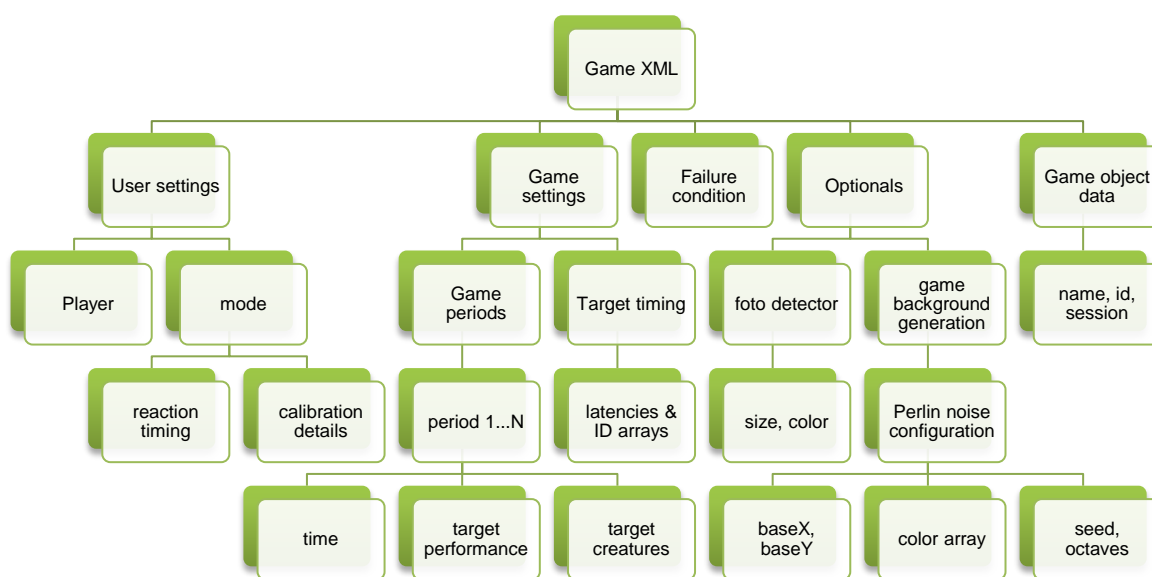 Game XML
User settings
Game
settings
Failure
condition
Optionals
Game object
data
Player
mode
Game
periods
Target timing
foto detector
game
background
generation
name, id,
session
reaction
timing
calibration
details
period 1...N
latencies &
ID arrays
size, color
Perlin noise
configuration
time
target
performance
target
creatures
baseX,
baseY
color array
seed,
octaves